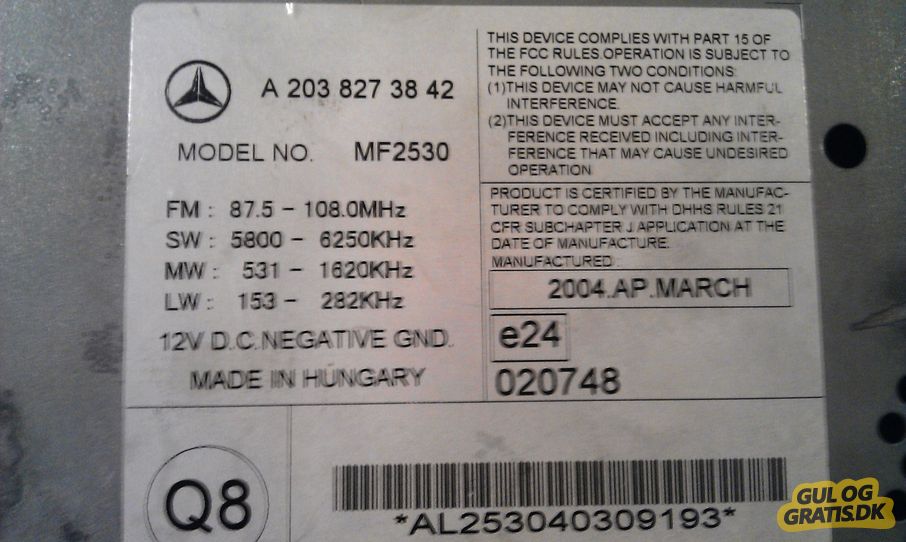 A 203 827 38 42
MODEL NO. MF2530
FM : 87.5 - 108.0MHz
SW : 5800 - 6250KHz
MW : 531 - 1620KHz
LW : 153 - 282KHz
12V D.C.NEGATIVE GND.
MADE IN HUNGARY
THIS DEVICE COMPLIES WITH PART 15 OF
THE FCC RULES.OPERATION IS SUBJECT TO
THE FOLLOWING TWO CONDITIONS:
(1)THIS DEVICE MAY NOT CAUSE HARMFUL
INTERFERENCE.
(2)THIS DEVICE MUST ACCEPT ANY INTER-
FERENCE RECEIVED INCLUDING INTER-
FERENCE THAT MAY CAUSE UNDESIRED
OPERATION
PRODUCT IS CERTIFIED BY THE MANUFAC-
TURER TO COMPLY WITH DHHS RULES 21
CFR SUBCHAPTER J APPLICATION AT THE
DATE OF MANUFACTURE.
MANUFACTURED :
2004.AP.MARCH
e24
020748
Q8
*AL253040309193*
GUL OG
GRATIS.DK